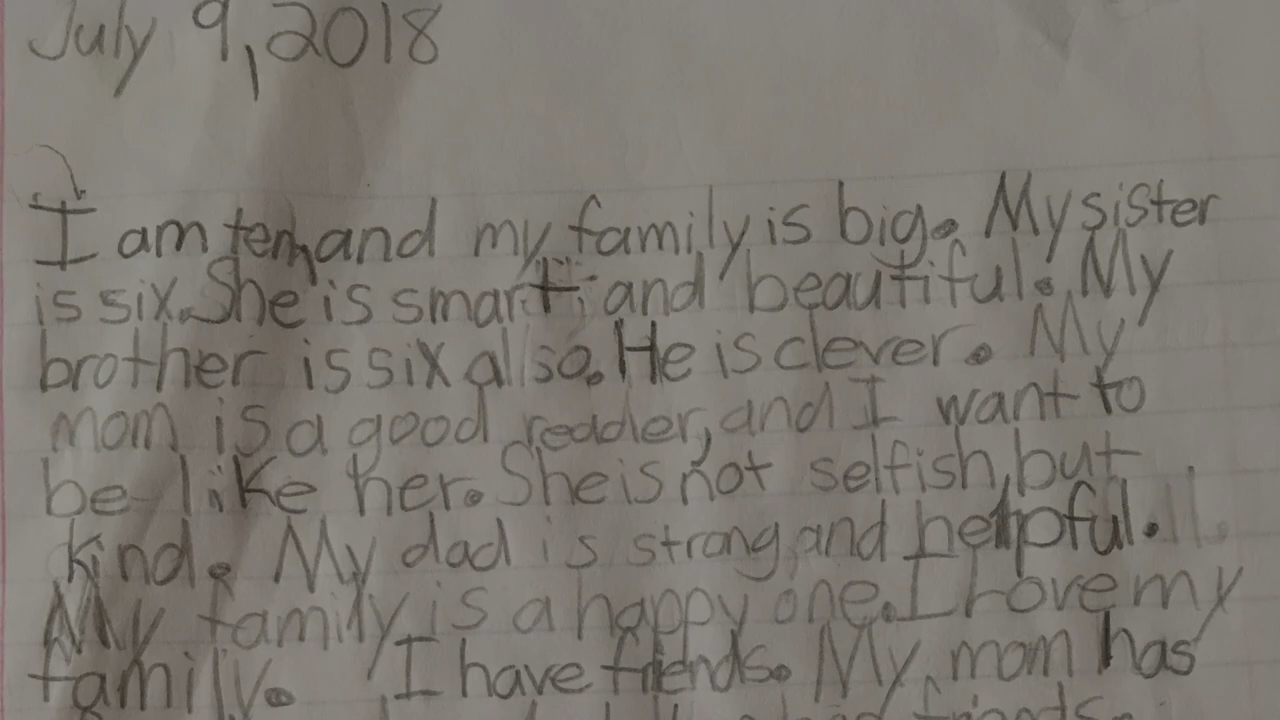 July 9, 2018
I am ten, and my family is big. My sister
is six. She is smart and beautiful. My
brother is six also. He is clever. My
mom is a good reader, and I want to
be like her. She is not selfish, but
kind. My dad is strong and helpful.
My family is a happy one. I love my
family. I have friends. My mom has
friends.